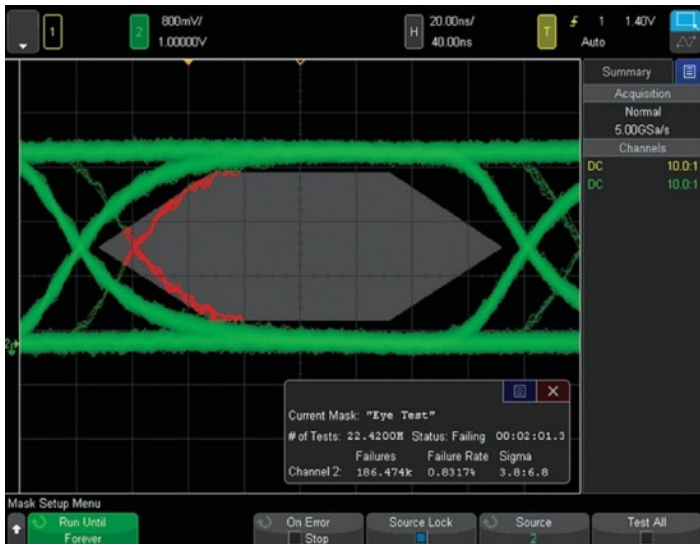 1
2
800mV/
1.00000V
H
20.00ns/
40.00ns
T
1
1.40V
Auto
Summary
Acquisition
Normal
5.00GSa/s
Channels
DC 10.0:1
DC 10.0:1
2
Current Mask: "Eye Test"
# of Tests: 22.4200M Status: Failing 00:02:01.3
Failures Failure Rate Sigma
Channel 2: 186.474k 0.8317% 3.8:6.8
Mask Setup Menu
Run Until
Forever
On Error
Stop
Source Lock
Source
2
Test All